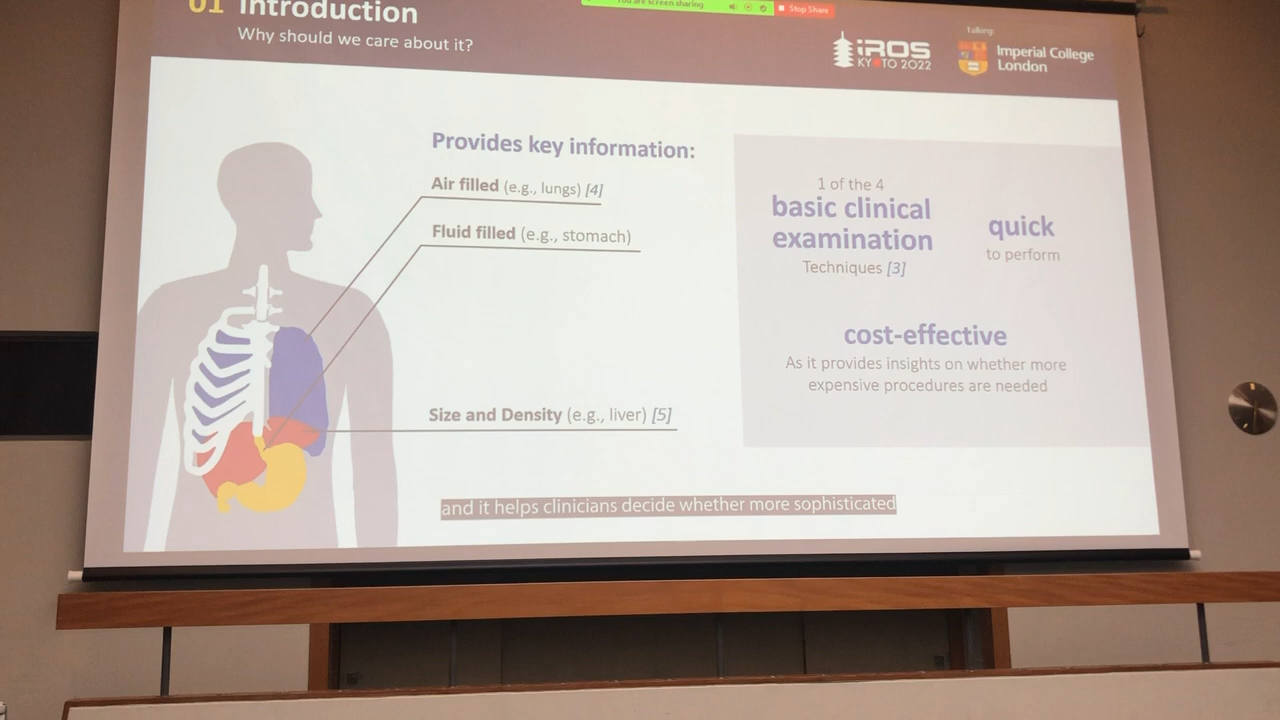 You are screen sharing
Stop Share
01 Introduction
Why should we care about it?
iROS
KYOTO 2022
Talking:
Imperial College
London
Provides key information:
Air filled (e.g., lungs) [4]
Fluid filled (e.g., stomach)
Size and Density (e.g., liver) [5]
1 of the 4
basic clinical
examination
Techniques [3]
quick
to perform
cost-effective
As it provides insights on whether more
expensive procedures are needed
and it helps clinicians decide whether more sophisticated